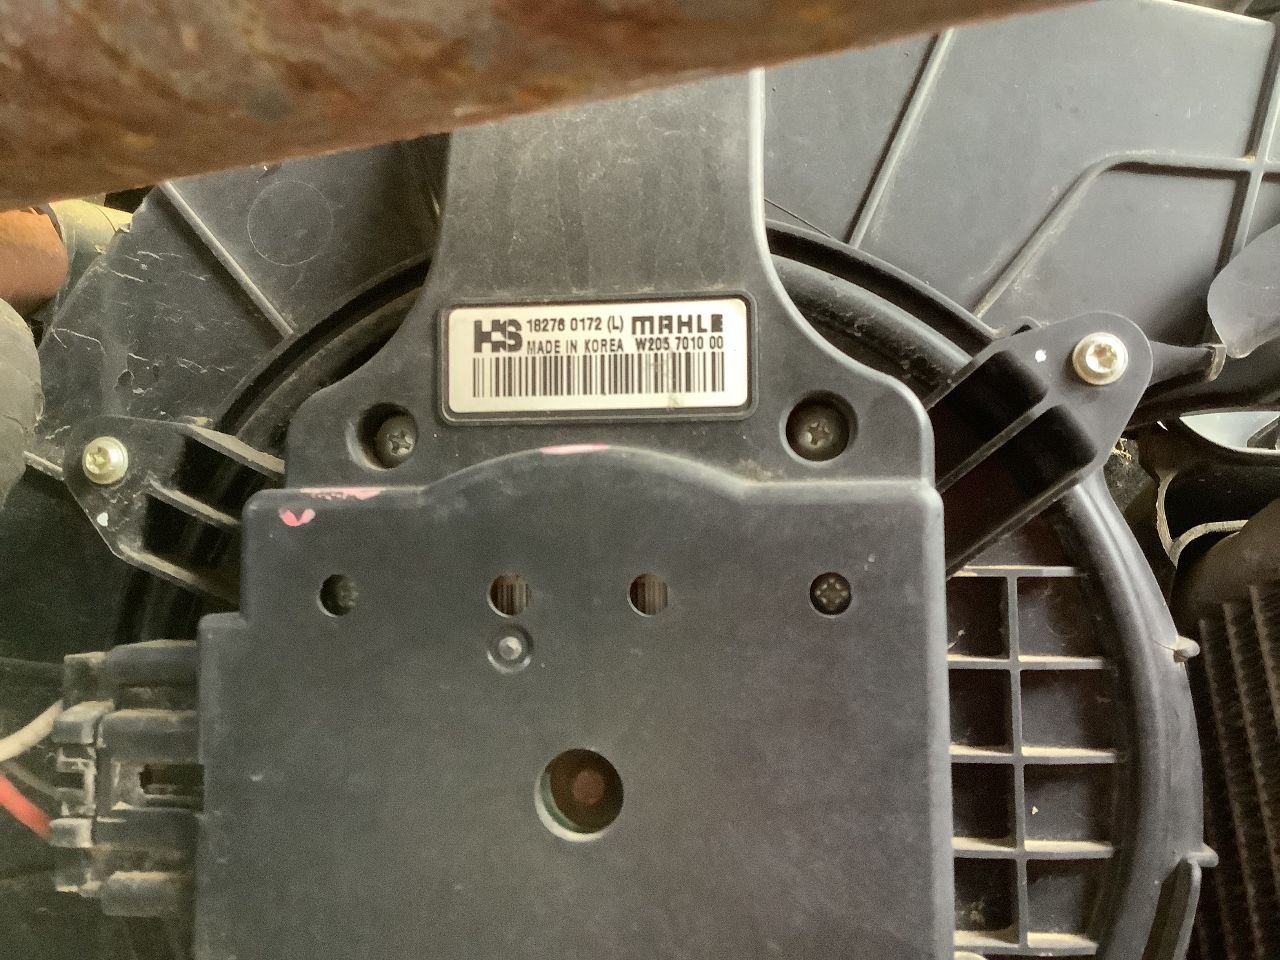 HS 18276 0172 (L) MAHLE
MADE IN KOREA W205 7010 00